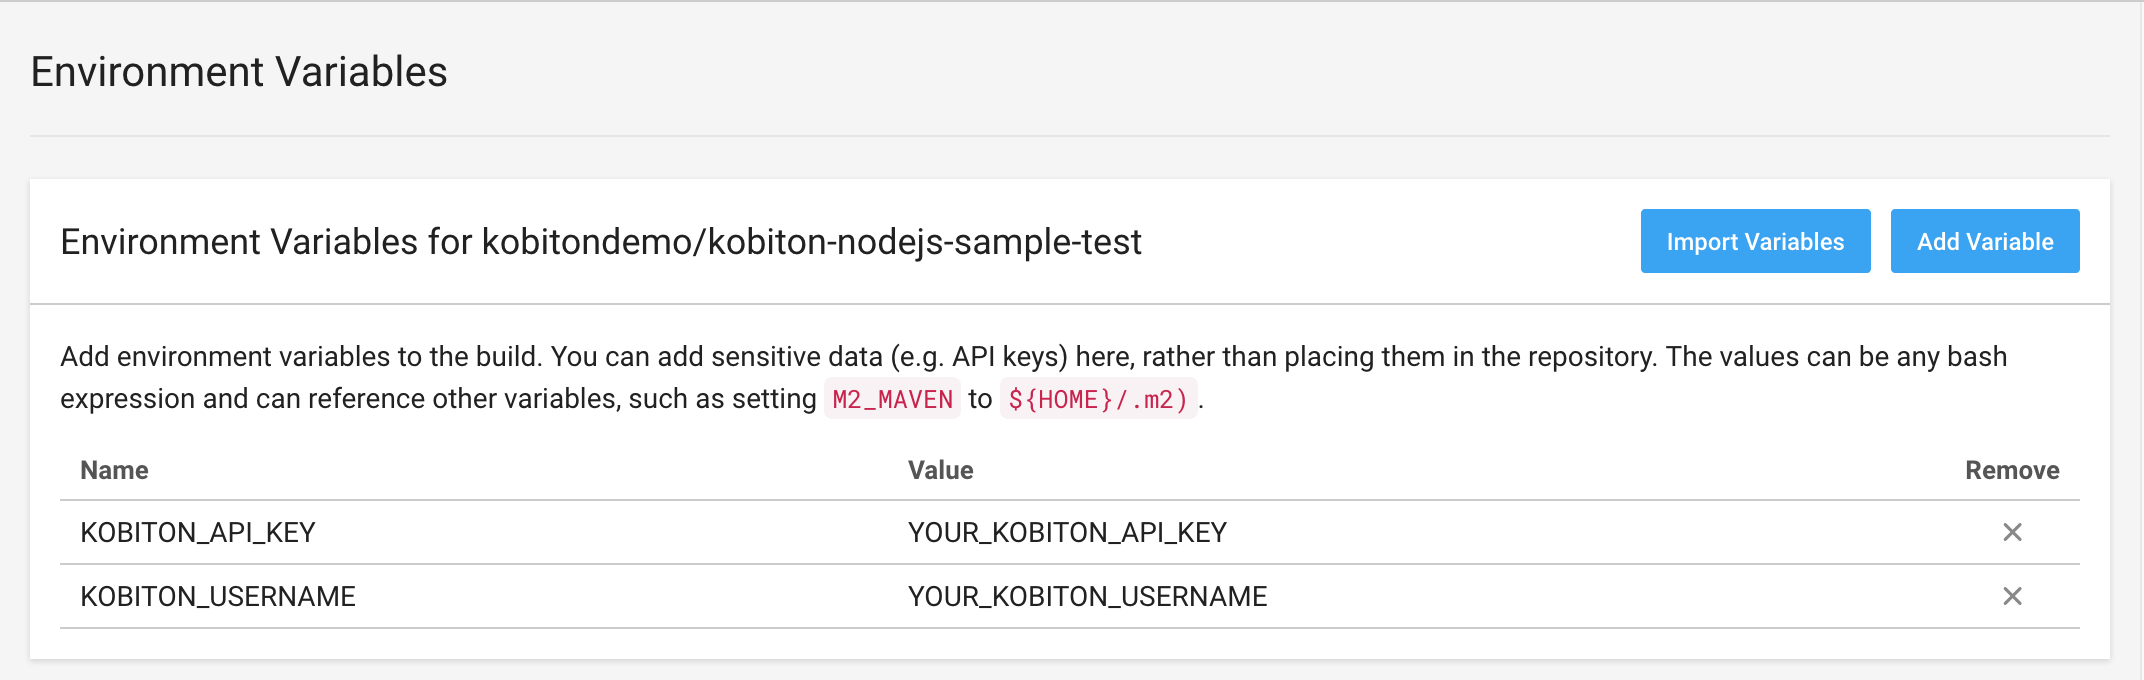 Environment Variables
Environment Variables for kobitondemo/kobiton-nodejs-sample-test
Import Variables
Add Variable
Add environment variables to the build. You can add sensitive data (e.g. API keys) here, rather than placing them in the repository. The values can be any bash
expression and can reference other variables, such as setting M2_MAVEN to ${HOME}/.m2).
Name Value Remove
KOBITON_API_KEY YOUR_KOBITON_API_KEY
KOBITON_USERNAME YOUR_KOBITON_USERNAME